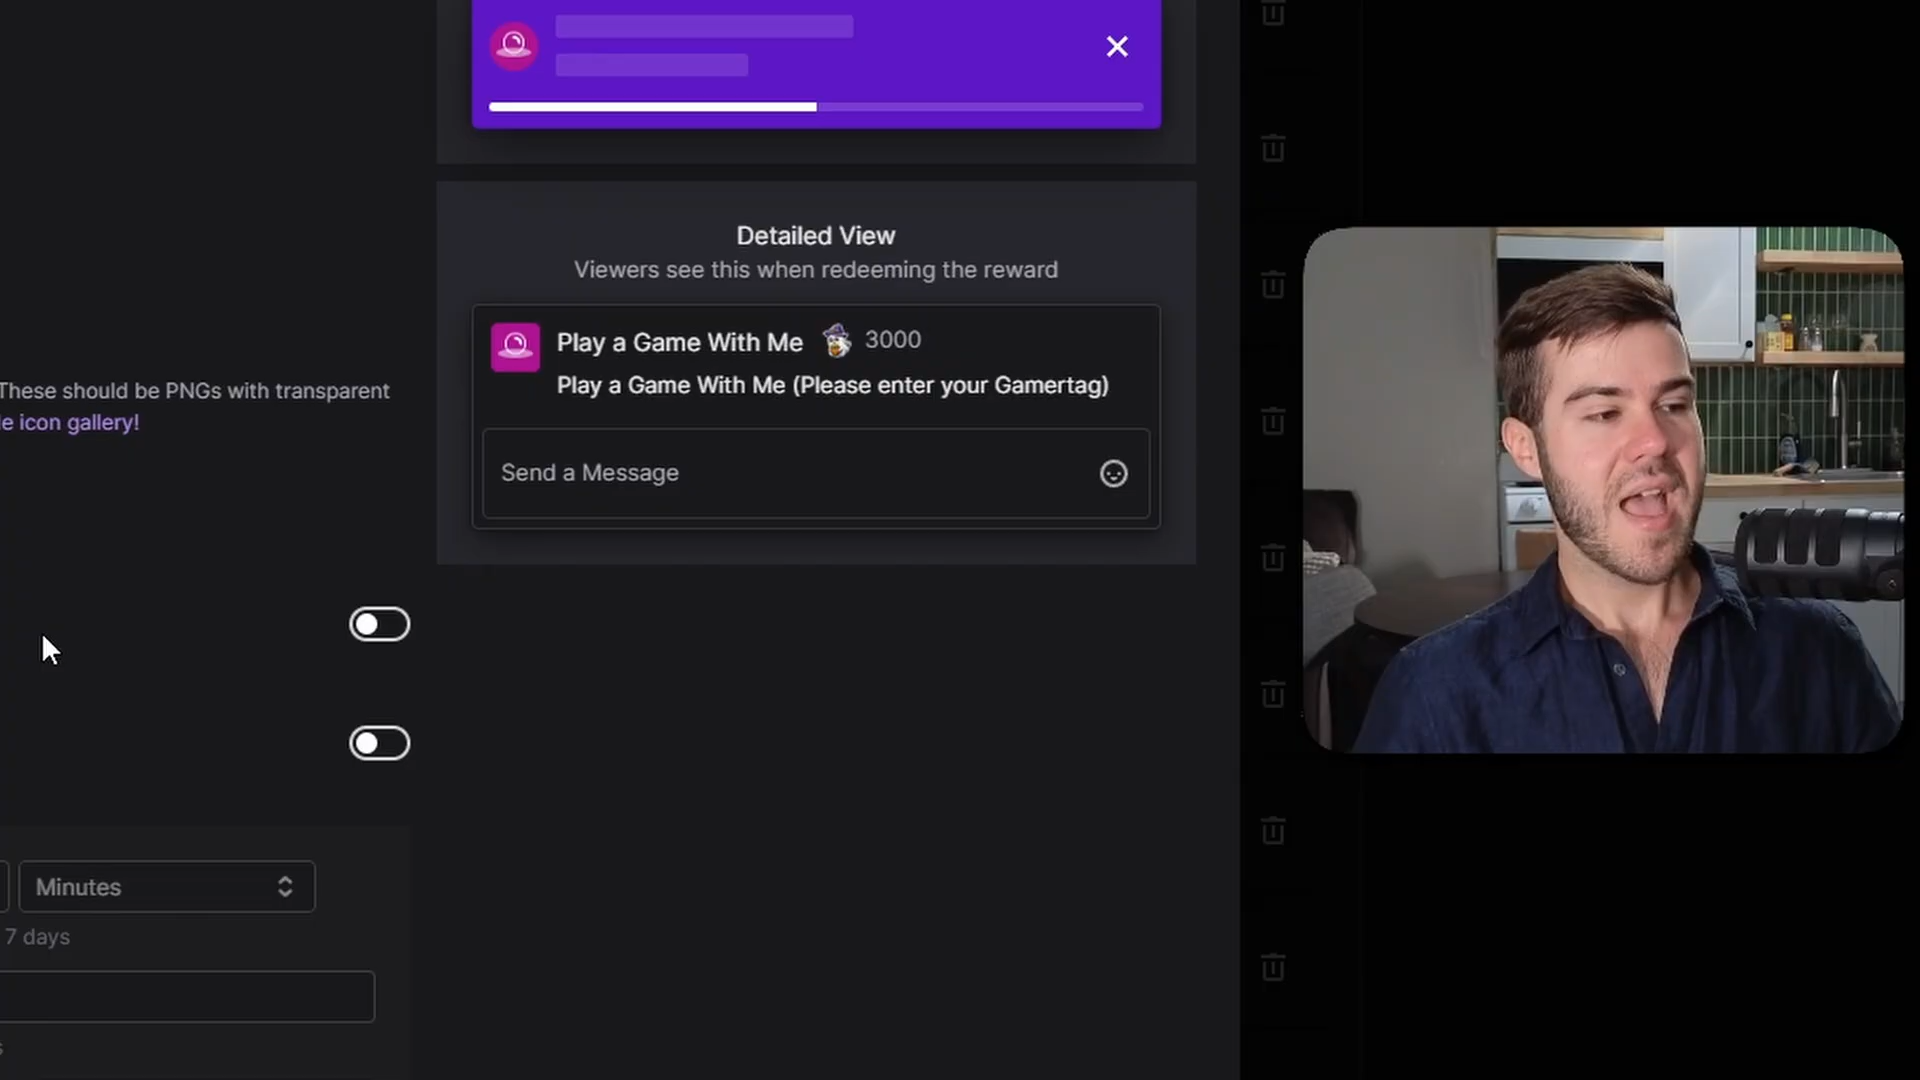 Detailed View
Viewers see this when redeeming the reward
Play a Game With Me 3000
Play a Game With Me (Please enter your Gamertag)
Send a Message
These should be PNGs with transparent
icon gallery!
Minutes
7 days